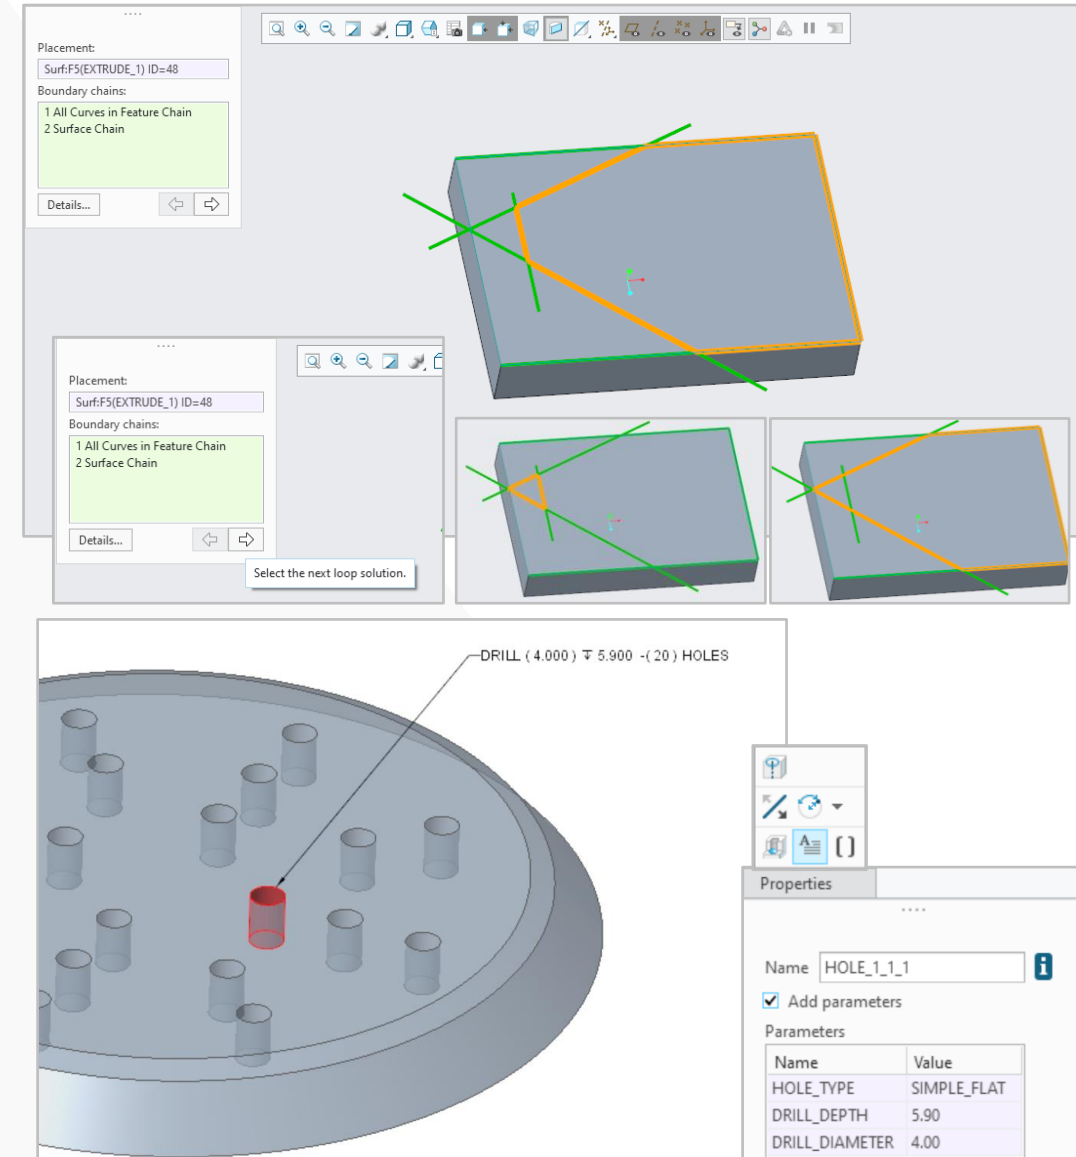 Placement:
Surf:F5(EXTRUDE_1) ID=48
Boundary chains:
1 All Curves in Feature Chain
2 Surface Chain
Details...
Placement:
Surf:F5(EXTRUDE_1) ID=48
Boundary chains:
1 All Curves in Feature Chain
2 Surface Chain
Details...
Select the next loop solution.
DRILL ( 4.000 ) ↧ 5.900 -( 20 ) HOLES
Properties
Name HOLE_1_1_1
Add parameters
Parameters
Name Value
HOLE_TYPE SIMPLE_FLAT
DRILL_DEPTH 5.90
DRILL_DIAMETER 4.00